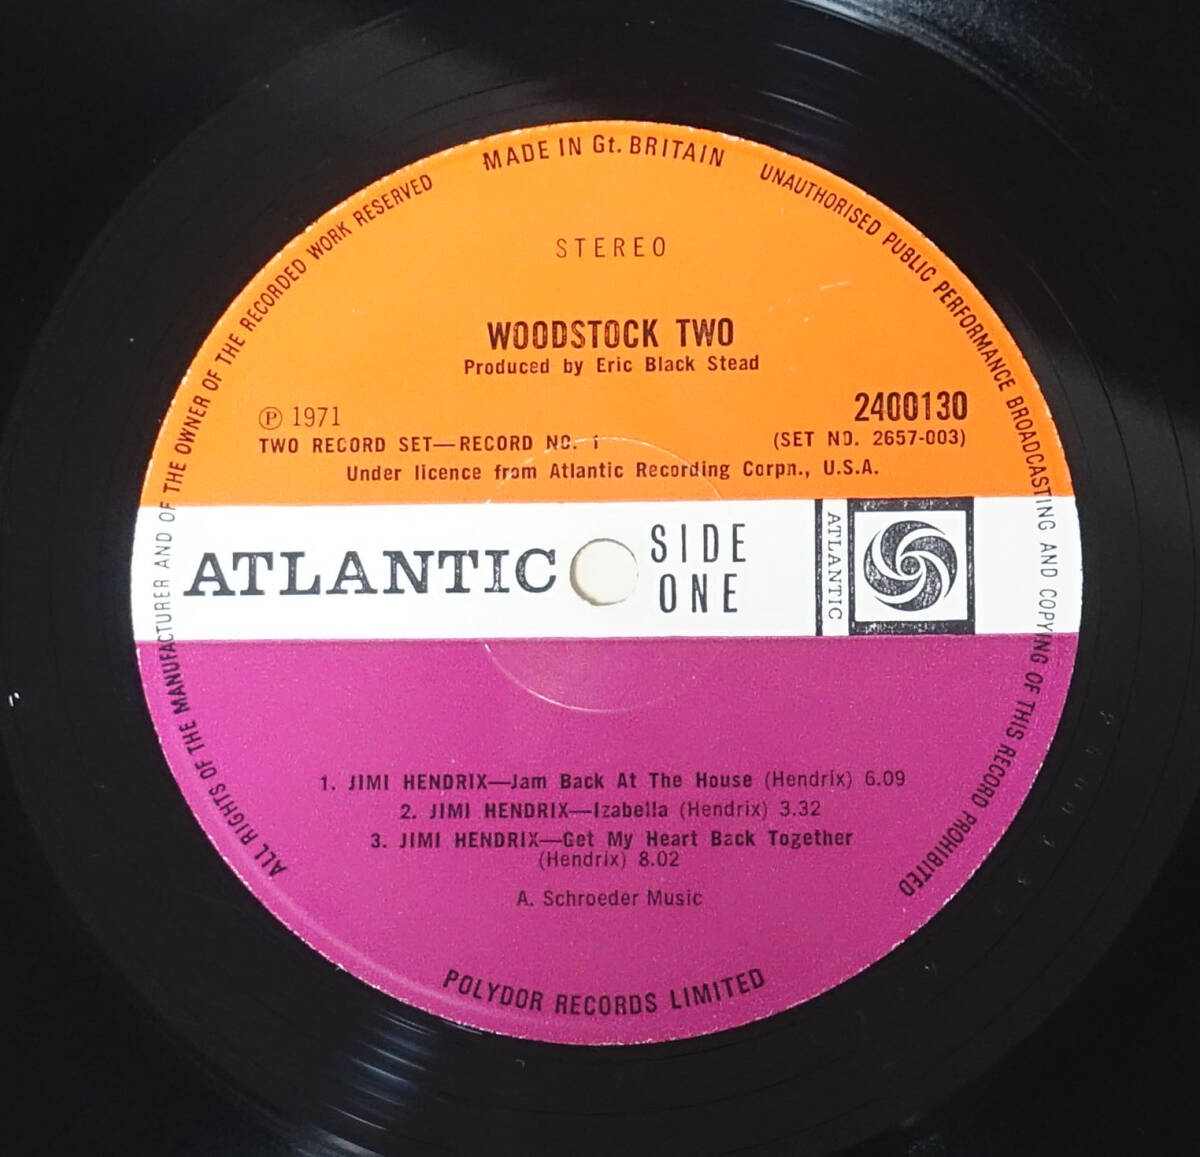 MADE IN Gt. BRITAIN
UNAUTHORISED PUBLIC PERFORMANCE BROADCASTING AND COPYING OF THIS RECORD PROHIBITED
ALL RIGHTS OF THE MANUFACTURER AND OF THE OWNER OF THE RECORDED WORK RESERVED
STEREO
WOODSTOCK TWO
Produced by Eric Black Stead
℗ 1971
2400130
TWO RECORD SET—RECORD NO. 1
(SET NO. 2657-003)
Under licence from Atlantic Recording Corpn., U.S.A.
ATLANTIC
SIDE
ONE
ATLANTIC
1. JIMI HENDRIX—Jam Back At The House (Hendrix) 6.09
2. JIMI HENDRIX—Izabella (Hendrix) 3.32
3. JIMI HENDRIX—Get My Heart Back Together
(Hendrix) 8.02
A. Schroeder Music
POLYDOR RECORDS LIMITED